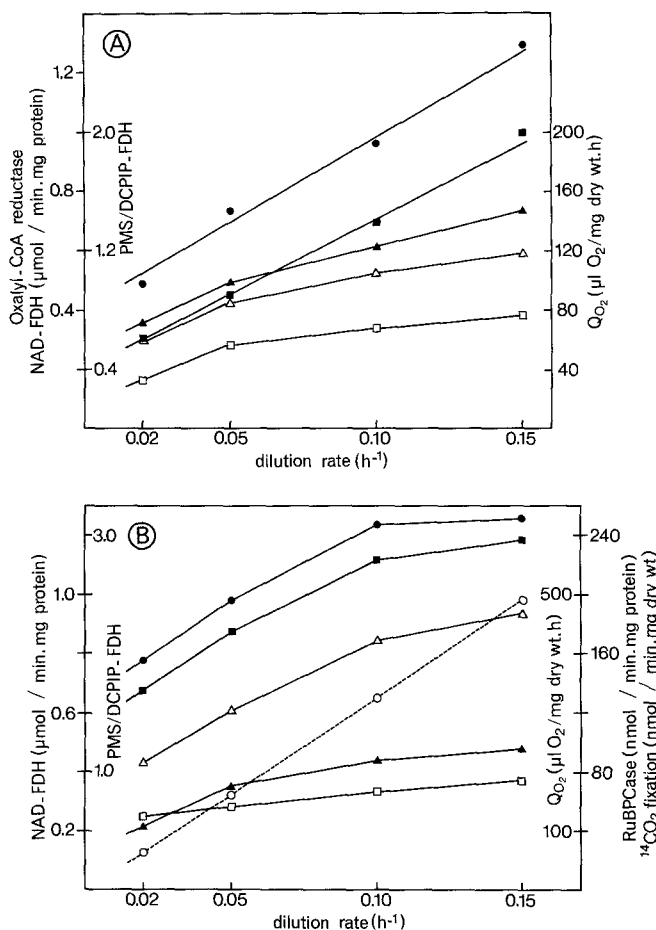 A
1.2
2.0
0.8
1.2
0.4
0.4
Oxalyl-CoA reductase
NAD-FDH (μmol / min.mg protein)
PMS/DCPIP-FDH
200
160
120
80
40
QO₂ (μl O₂/mg dry wt.h)
0.02 0.05 0.10 0.15
dilution rate (h⁻¹)
B
3.0
1.0
0.6
1.0
0.2
NAD-FDH (μmol / min.mg protein)
PMS/DCPIP-FDH
240
500
160
80
100
QO₂ (μl O₂/mg dry wt.h)
RuBPCase (nmol / min.mg protein)
¹⁴CO₂ fixation (nmol / min.mg dry wt)
0.02 0.05 0.10 0.15
dilution rate (h⁻¹)